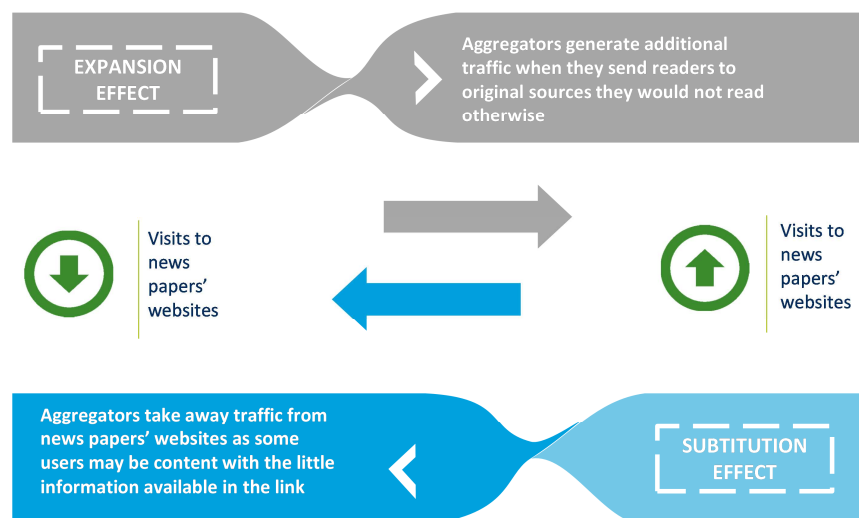 EXPANSION
EFFECT
Aggregators generate additional
traffic when they send readers to
original sources they would not read
otherwise
Visits to
news
papers’
websites
Visits to
news
papers’
websites
Aggregators take away traffic from
news papers’ websites as some
users may be content with the little
information available in the link
SUBTITUTION
EFFECT